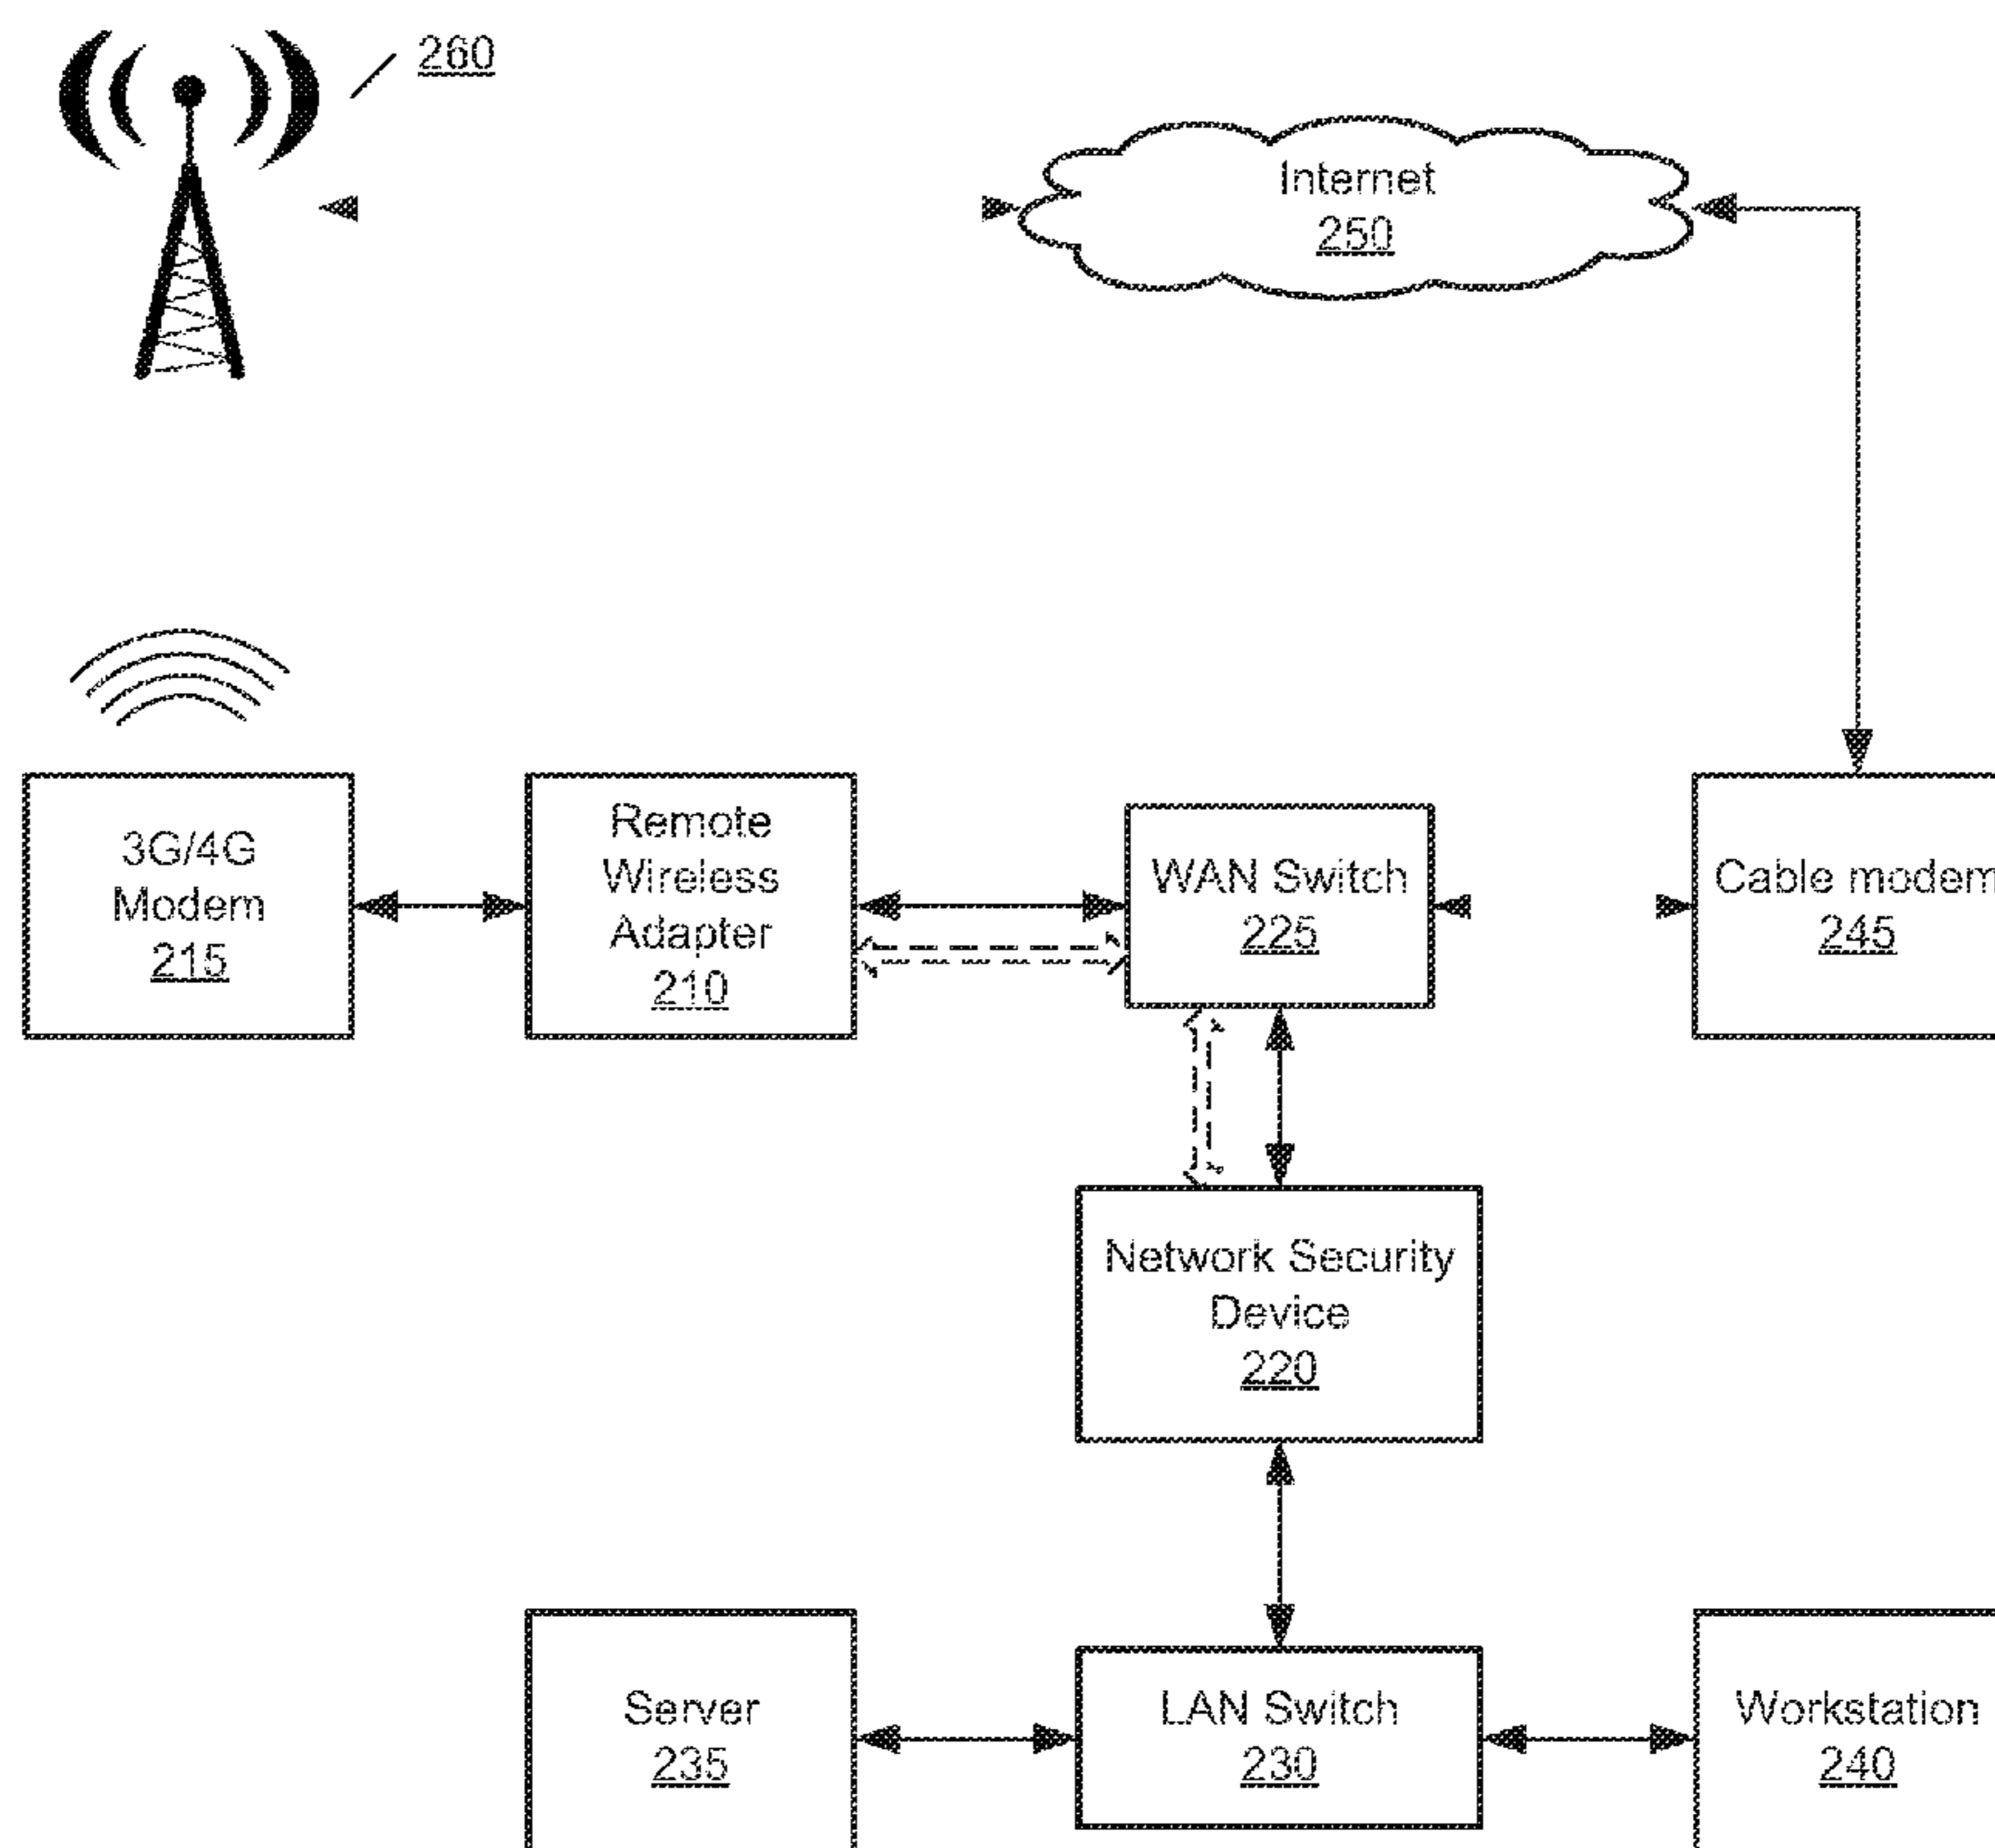 260
Internet
250
3G/4G
Modem
215
Remote
Wireless
Adapter
210
WAN Switch
225
Cable modem
245
Network Security
Device
220
Server
235
LAN Switch
230
Workstation
240